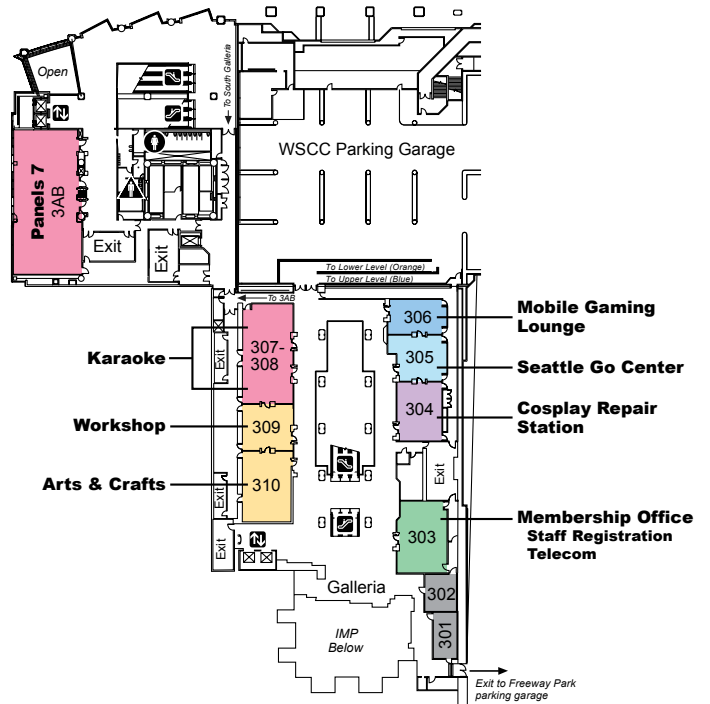 Open
To South Galleria
WSCC Parking Garage
Panels 7
3AB
Exit
Exit
To Lower Level (Orange)
To Upper Level (Blue)
To 3AB
306
Mobile Gaming
Lounge
307-
308
Karaoke
Exit
305
Seattle Go Center
304
Cosplay Repair
Station
Workshop
309
Arts & Crafts
310
Exit
Exit
303
Membership Office
Staff Registration
Telecom
Exit
Galleria
302
301
IMP
Below
Exit to Freeway Park
parking garage